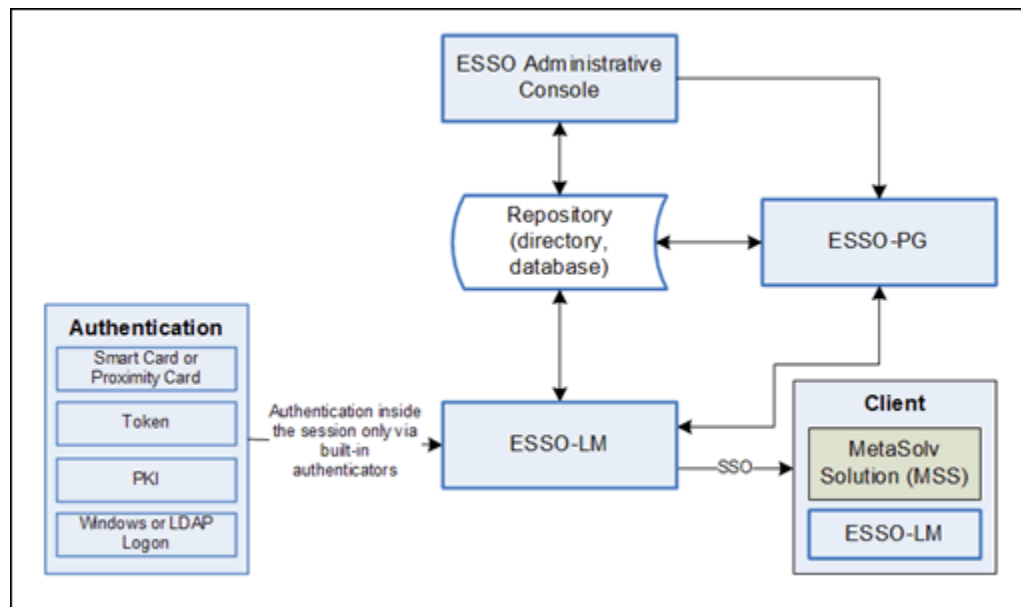 ESSO Administrative
Console
Repository
(directory,
database)
ESSO-PG
Authentication
Smart Card or
Proximity Card
Token
PKI
Windows or LDAP
Logon
Authentication inside
the session only via
built-in
authenticators
ESSO-LM
SSO
Client
MetaSolv
Solution (MSS)
ESSO-LM